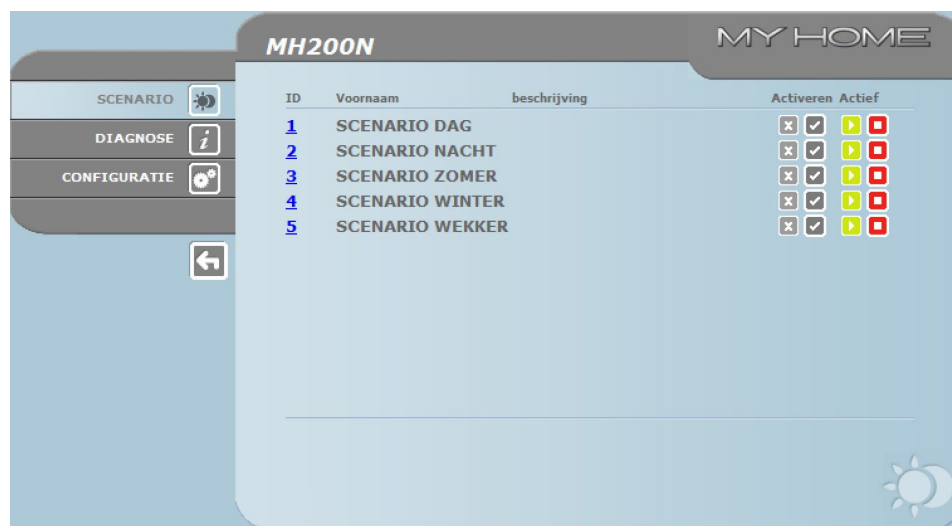 MH200N
MY HOME
SCENARIO
DIAGNOSE
CONFIGURATIE
ID Voornaam beschrijving Activeren Actief
1 SCENARIO DAG
2 SCENARIO NACHT
3 SCENARIO ZOMER
4 SCENARIO WINTER
5 SCENARIO WEKKER